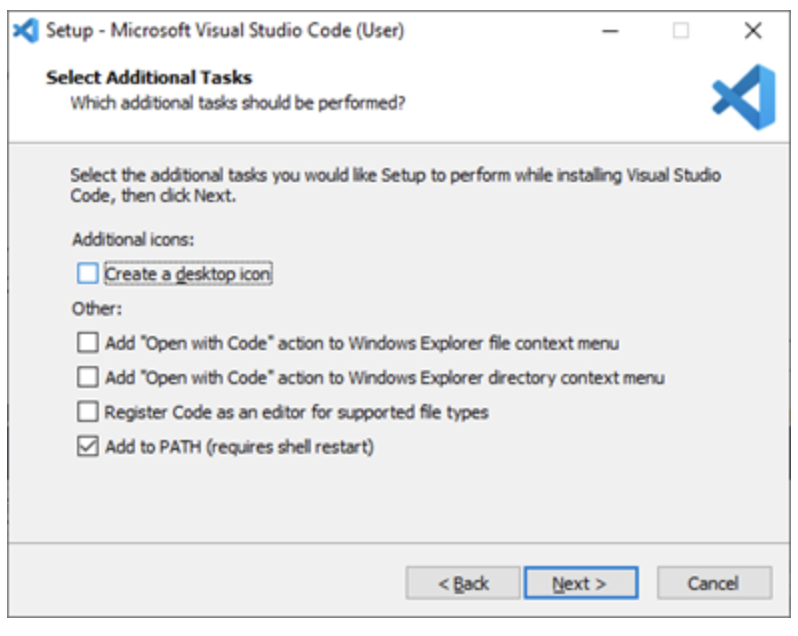 Setup - Microsoft Visual Studio Code (User)
Select Additional Tasks
Which additional tasks should be performed?
Select the additional tasks you would like Setup to perform while installing Visual Studio
Code, then click Next.
Additional icons:
Create a desktop icon
Other:
Add "Open with Code" action to Windows Explorer file context menu
Add "Open with Code" action to Windows Explorer directory context menu
Register Code as an editor for supported file types
Add to PATH (requires shell restart)
< Back Next > Cancel